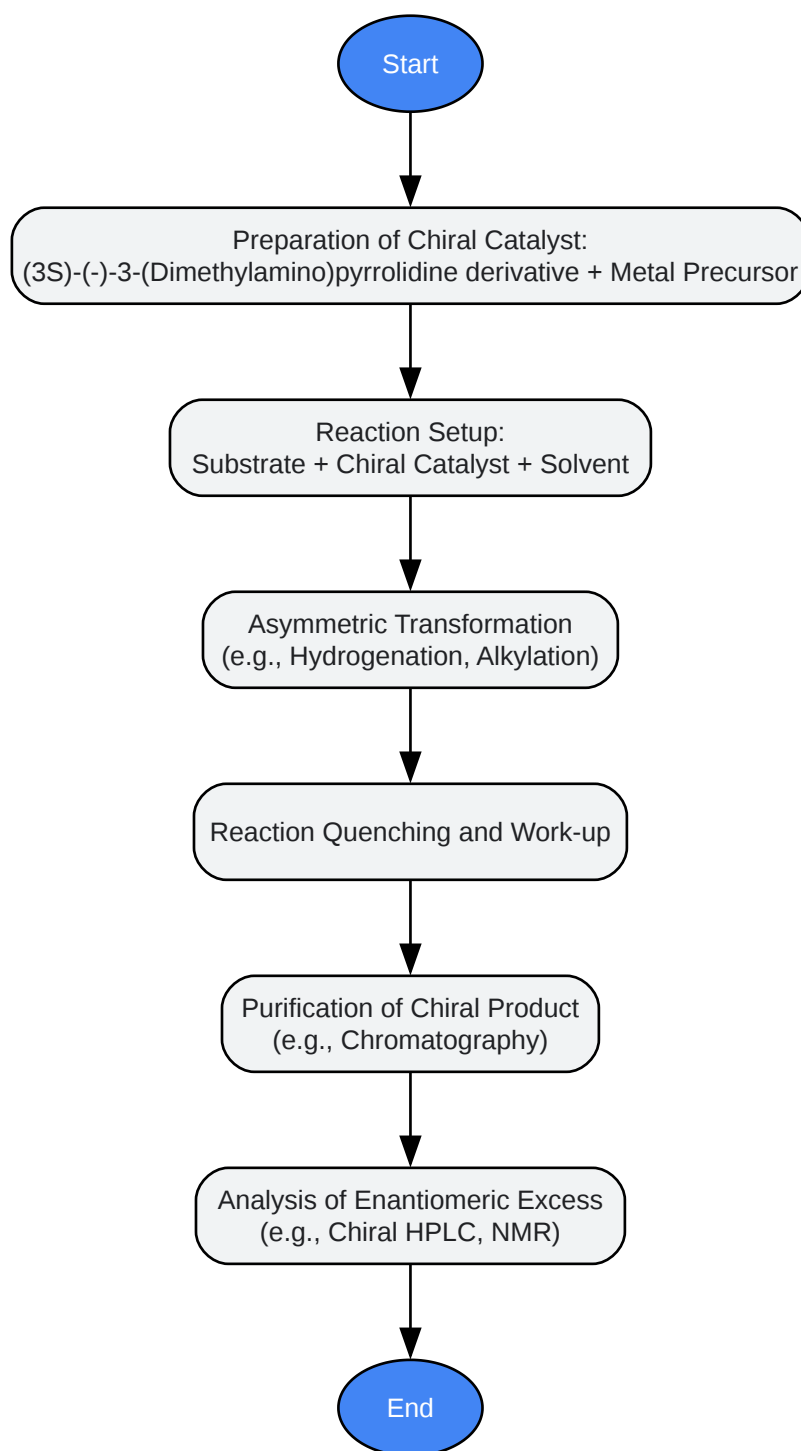 Start
Preparation of Chiral Catalyst:
(3S)-(-)-3-(Dimethylamino)pyrrolidine derivative + Metal Precursor
Reaction Setup:
Substrate + Chiral Catalyst + Solvent
Asymmetric Transformation
(e.g., Hydrogenation, Alkylation)
Reaction Quenching and Work-up
Purification of Chiral Product
(e.g., Chromatography)
Analysis of Enantiomeric Excess
(e.g., Chiral HPLC, NMR)
End